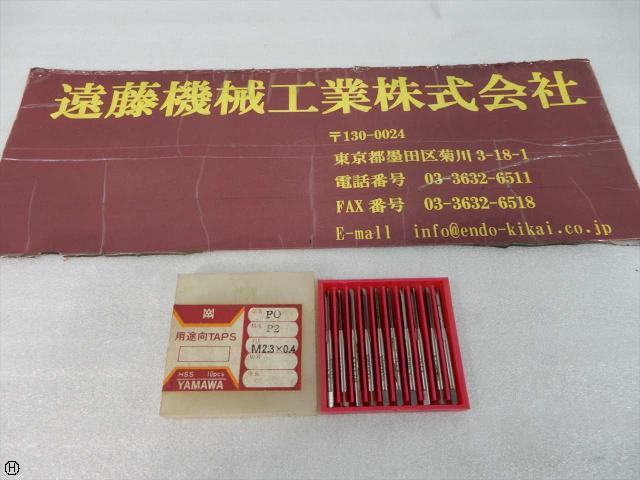 遠藤機械工業株式会社
〒130-0024
東京都墨田区菊川 3-18-1
電話番号 03-3632-6511
FAX 番号 03-3632-6518
E-mall info@endo-kikai.co.jp
用途向TAPS
HSS 10pcs
YAMAWA
PO
P2
M2.3×0.4
H